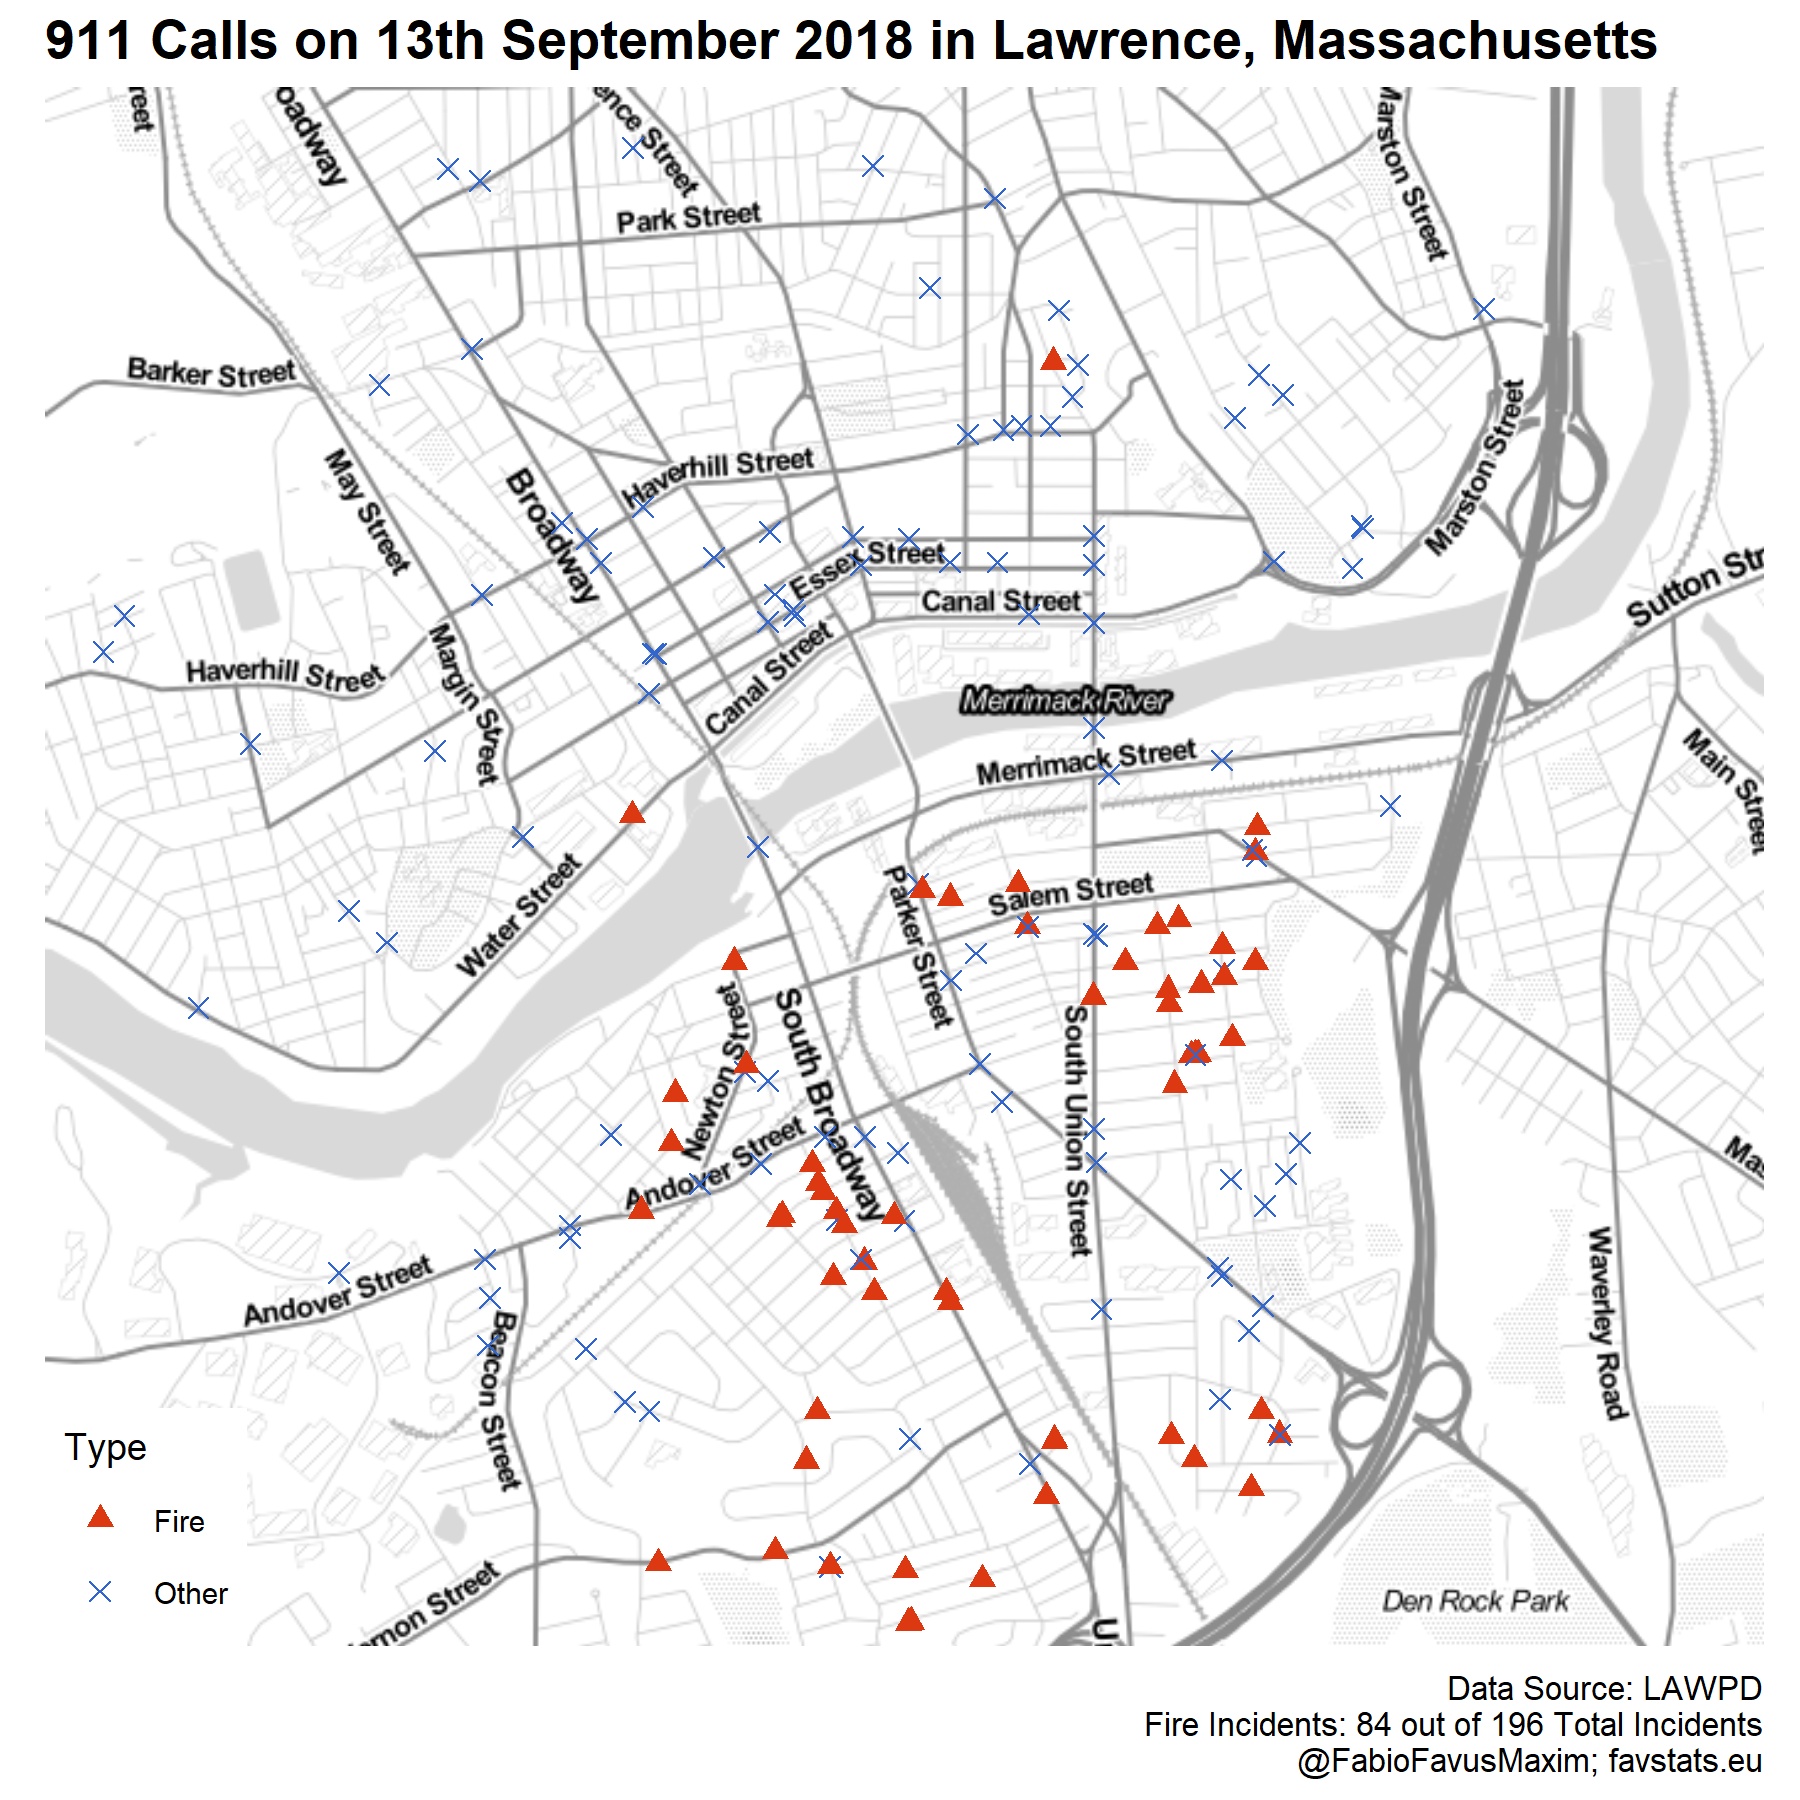 911 Calls on 13th September 2018 in Lawrence, Massachusetts
reet
oadway
ence Street
Marston Street
Park Street
Barker Street
May Street
Broadway
Haverhill Street
Marston Street
Essex Street
Canal Street
Sutton Str
Haverhill Street
Margin Street
Canal Street
Merrimack River
Merrimack Street
Main Street
Water Street
Parker Street
Salem Street
Newton Street
South Broadway
South Union Street
Andover Street
Mas
Andover Street
Beacon Street
Waverley Road
Type
Fire
Other
ernon Street
Den Rock Park
Un
Data Source: LAWPD
Fire Incidents: 84 out of 196 Total Incidents
@FabioFavusMaxim; favstats.eu